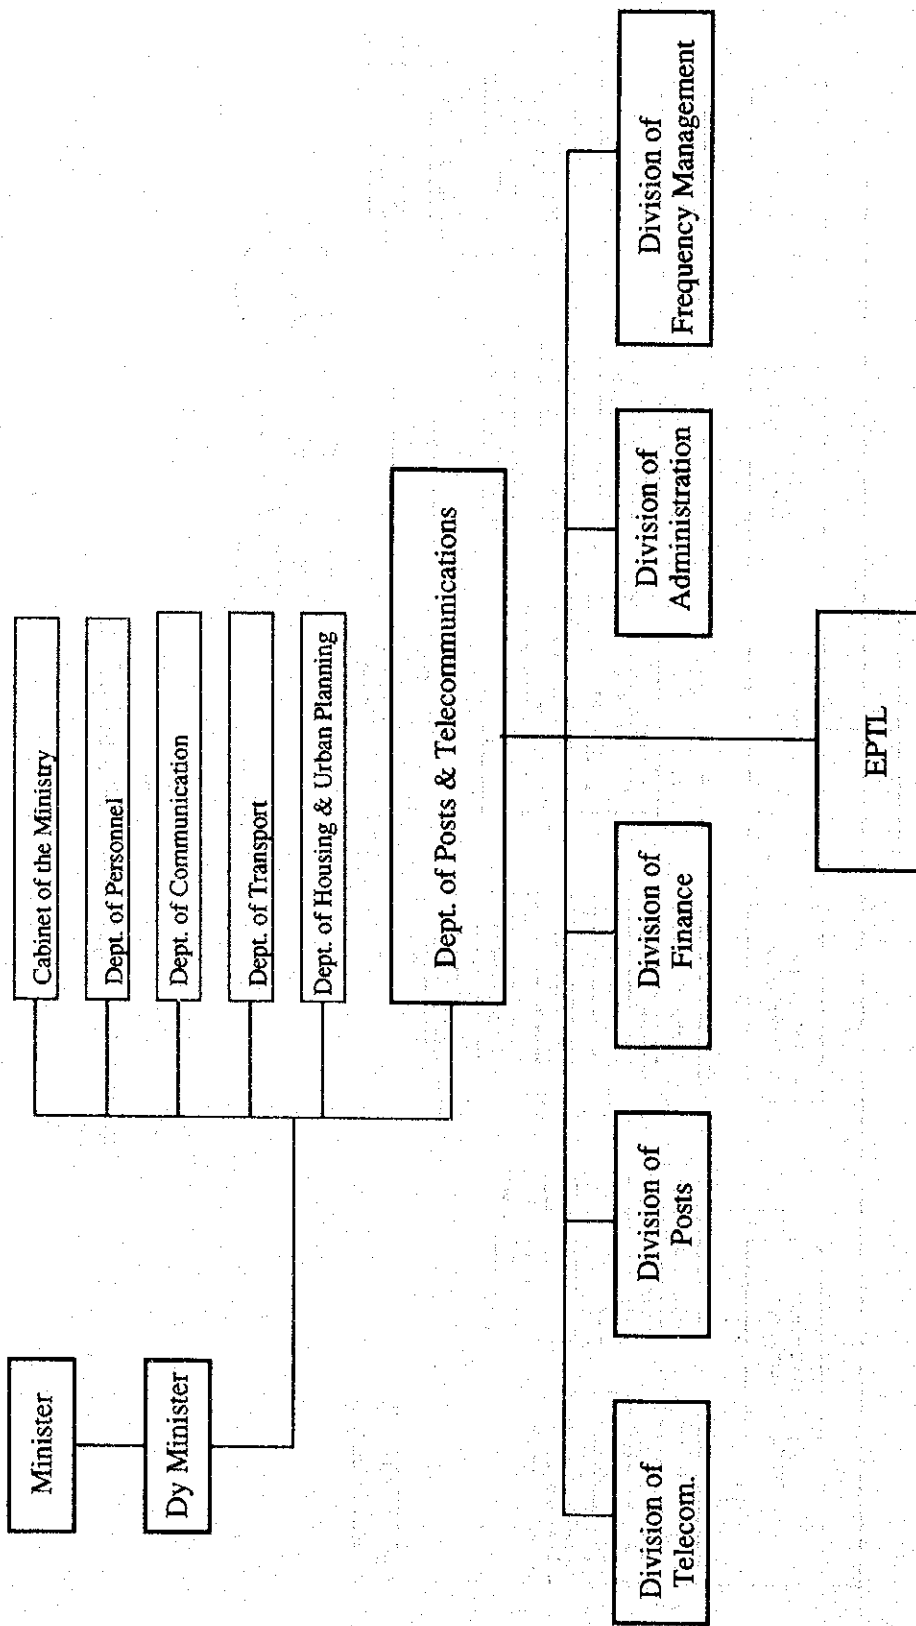 Minister
Dy Minister
Cabinet of the Ministry
Dept. of Personnel
Dept. of Communication
Dept. of Transport
Dept. of Housing & Urban Planning
Dept. of Posts & Telecommunications
Division of
Telecom.
Division of
Posts
Division of
Finance
Division of
Administration
Division of
Frequency Management
EPTL